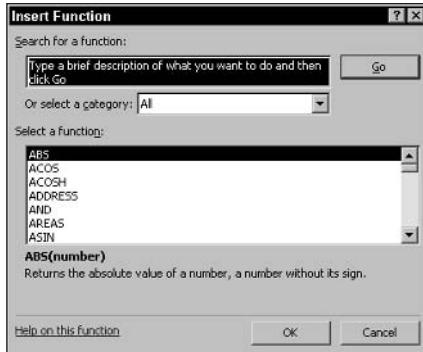 Insert Function
Search for a function:
Type a brief description of what you want to do and then
click Go
Go
Or select a category: All
Select a function:
ABS
ACOS
ACOSH
ADDRESS
AND
AREAS
ASIN
ABS(number)
Returns the absolute value of a number, a number without its sign.
Help on this function
OK
Cancel